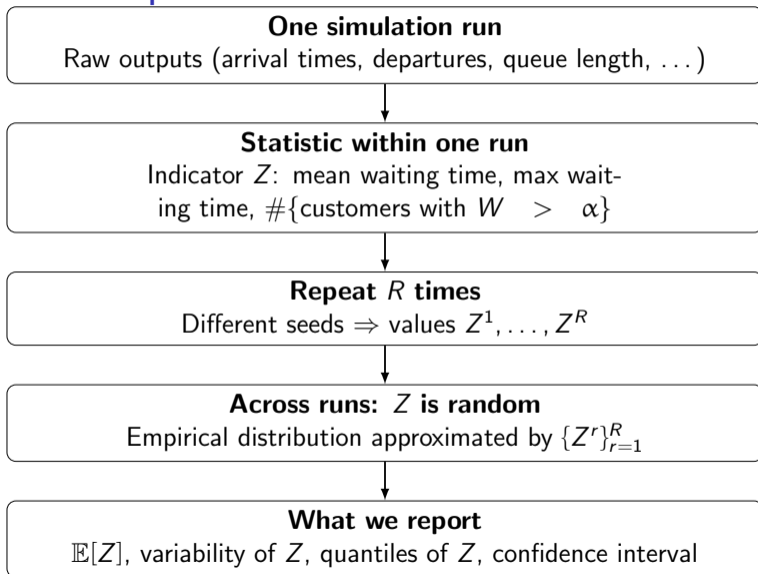 One simulation run
Raw outputs (arrival times, departures, queue length, ...)
Statistic within one run
Indicator Z: mean waiting time, max wait-
ing time, #{customers with W > α}
Repeat R times
Different seeds ⇒ values Z¹, ..., Zᴿ
Across runs: Z is random
Empirical distribution approximated by {Zʳ}ᴿᵣ₌₁
What we report
𝔼[Z], variability of Z, quantiles of Z, confidence interval